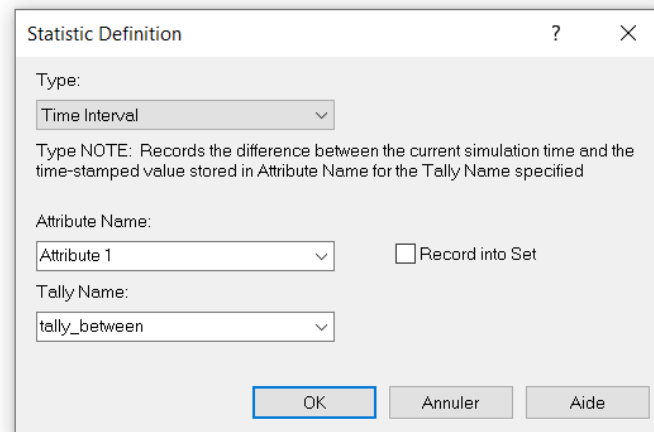 Statistic Definition
?
Type:
Time Interval
Type NOTE: Records the difference between the current simulation time and the
time-stamped value stored in Attribute Name for the Tally Name specified
Attribute Name:
Attribute 1
Record into Set
Tally Name:
tally_between
OK Annuler Aide